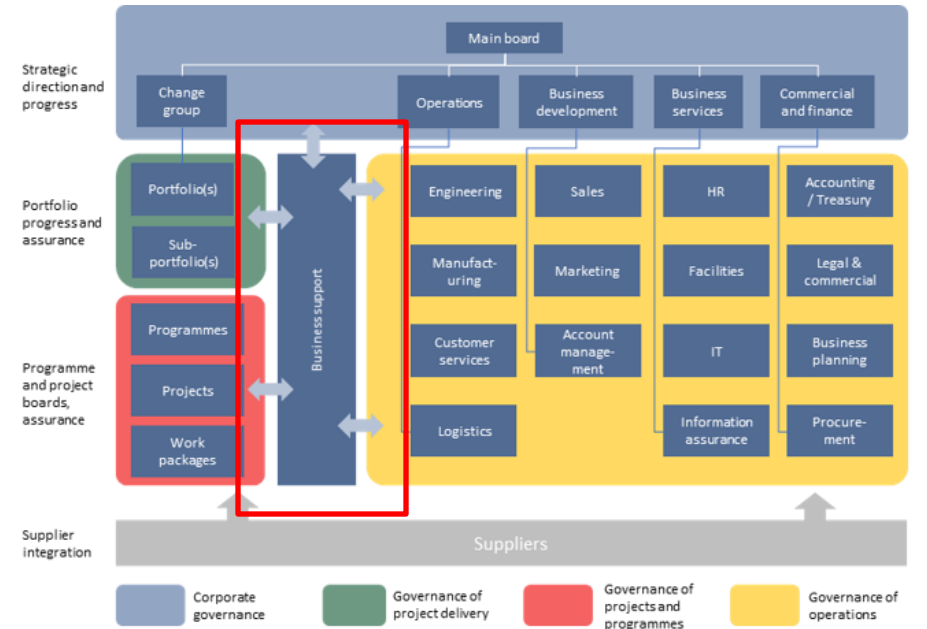 Main board
Strategic
direction and
progress
Change
group
Operations
Business
development
Business
services
Commercial
and finance
Portfolio
progress and
assurance
Portfolio(s)
Sub-
portfolio(s)
Business support
Engineering
Sales
HR
Accounting
/ Treasury
Manufact-
uring
Marketing
Facilities
Legal &
commercial
Programme
and project
boards,
assurance
Programmes
Projects
Work
packages
Customer
services
Account
manage-
ment
IT
Business
planning
Logistics
Information
assurance
Procure-
ment
Supplier
integration
Suppliers
Corporate
governance
Governance of
project delivery
Governance of
projects and
programmes
Governance of
operations